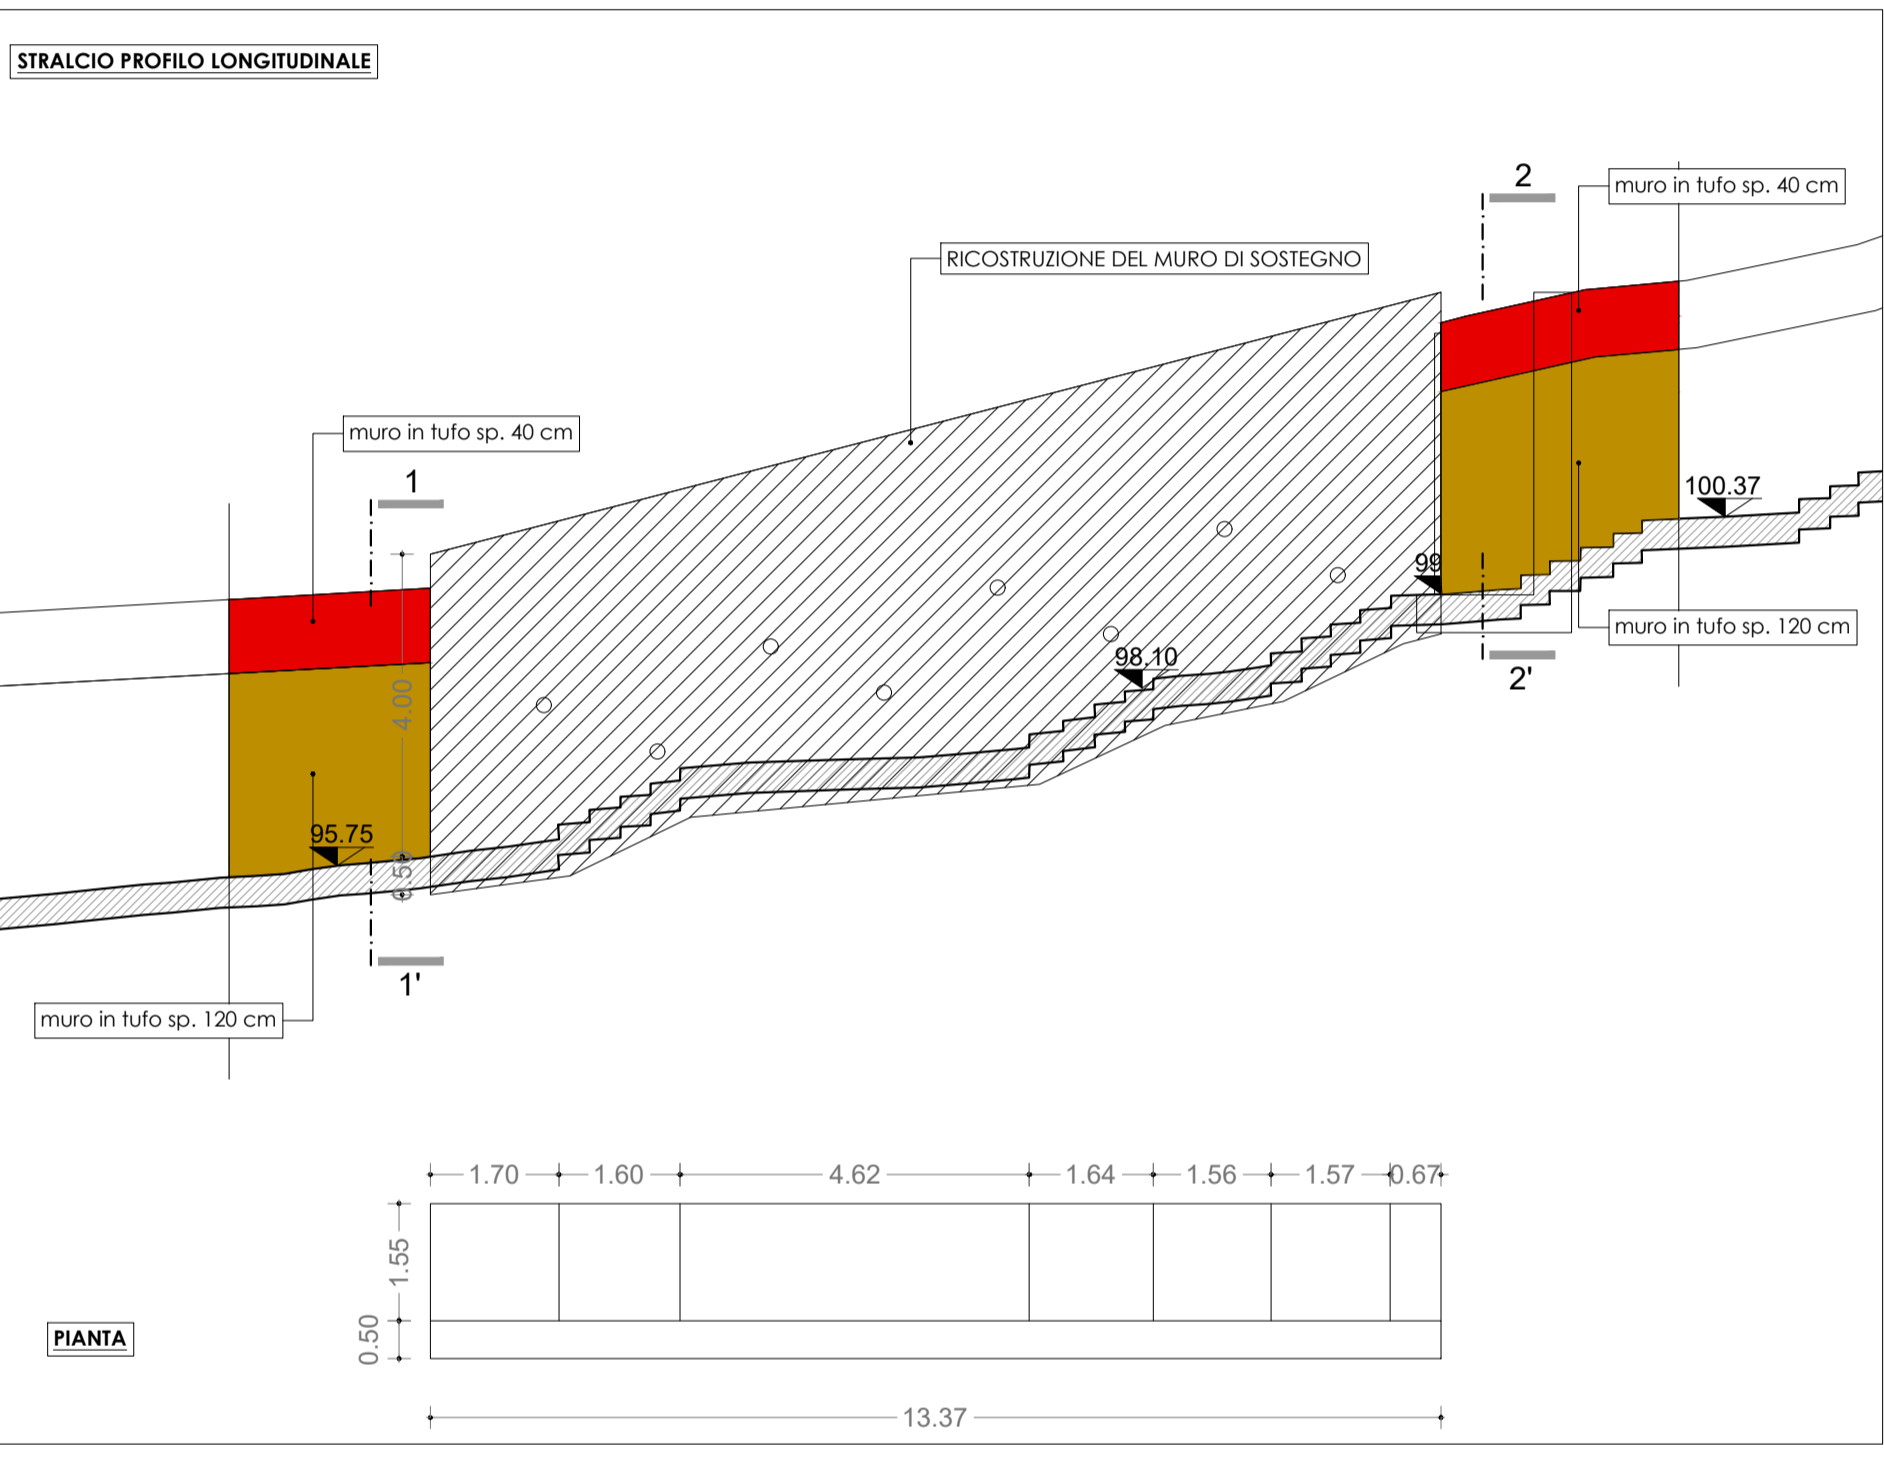 STRALCIO PROFILO LONGITUDINALE
2
muro in tufo sp. 40 cm
RICOSTRUZIONE DEL MURO DI SOSTEGNO
muro in tufo sp. 40 cm
1
100.37
99
4.00
98.10
muro in tufo sp. 120 cm
2'
95.75
0.50
1'
muro in tufo sp. 120 cm
1.70 1.60 4.62 1.64 1.56 1.57 0.67
1.55
0.50
PIANTA
13.37